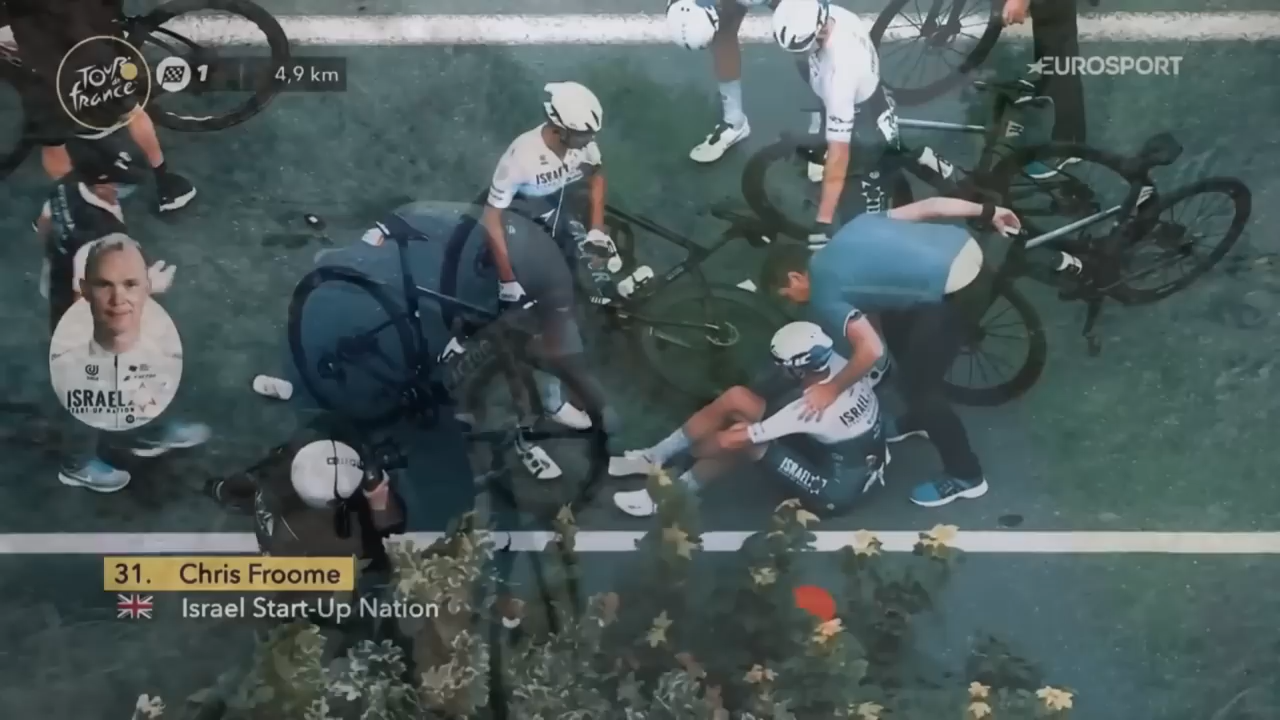 Tour de france
1 4,9 km
EUROSPORT
ISRAEL
ISRAEL
START-UP NATION
ISRAEL
ISRAEL
31. Chris Froome
Israel Start-Up Nation